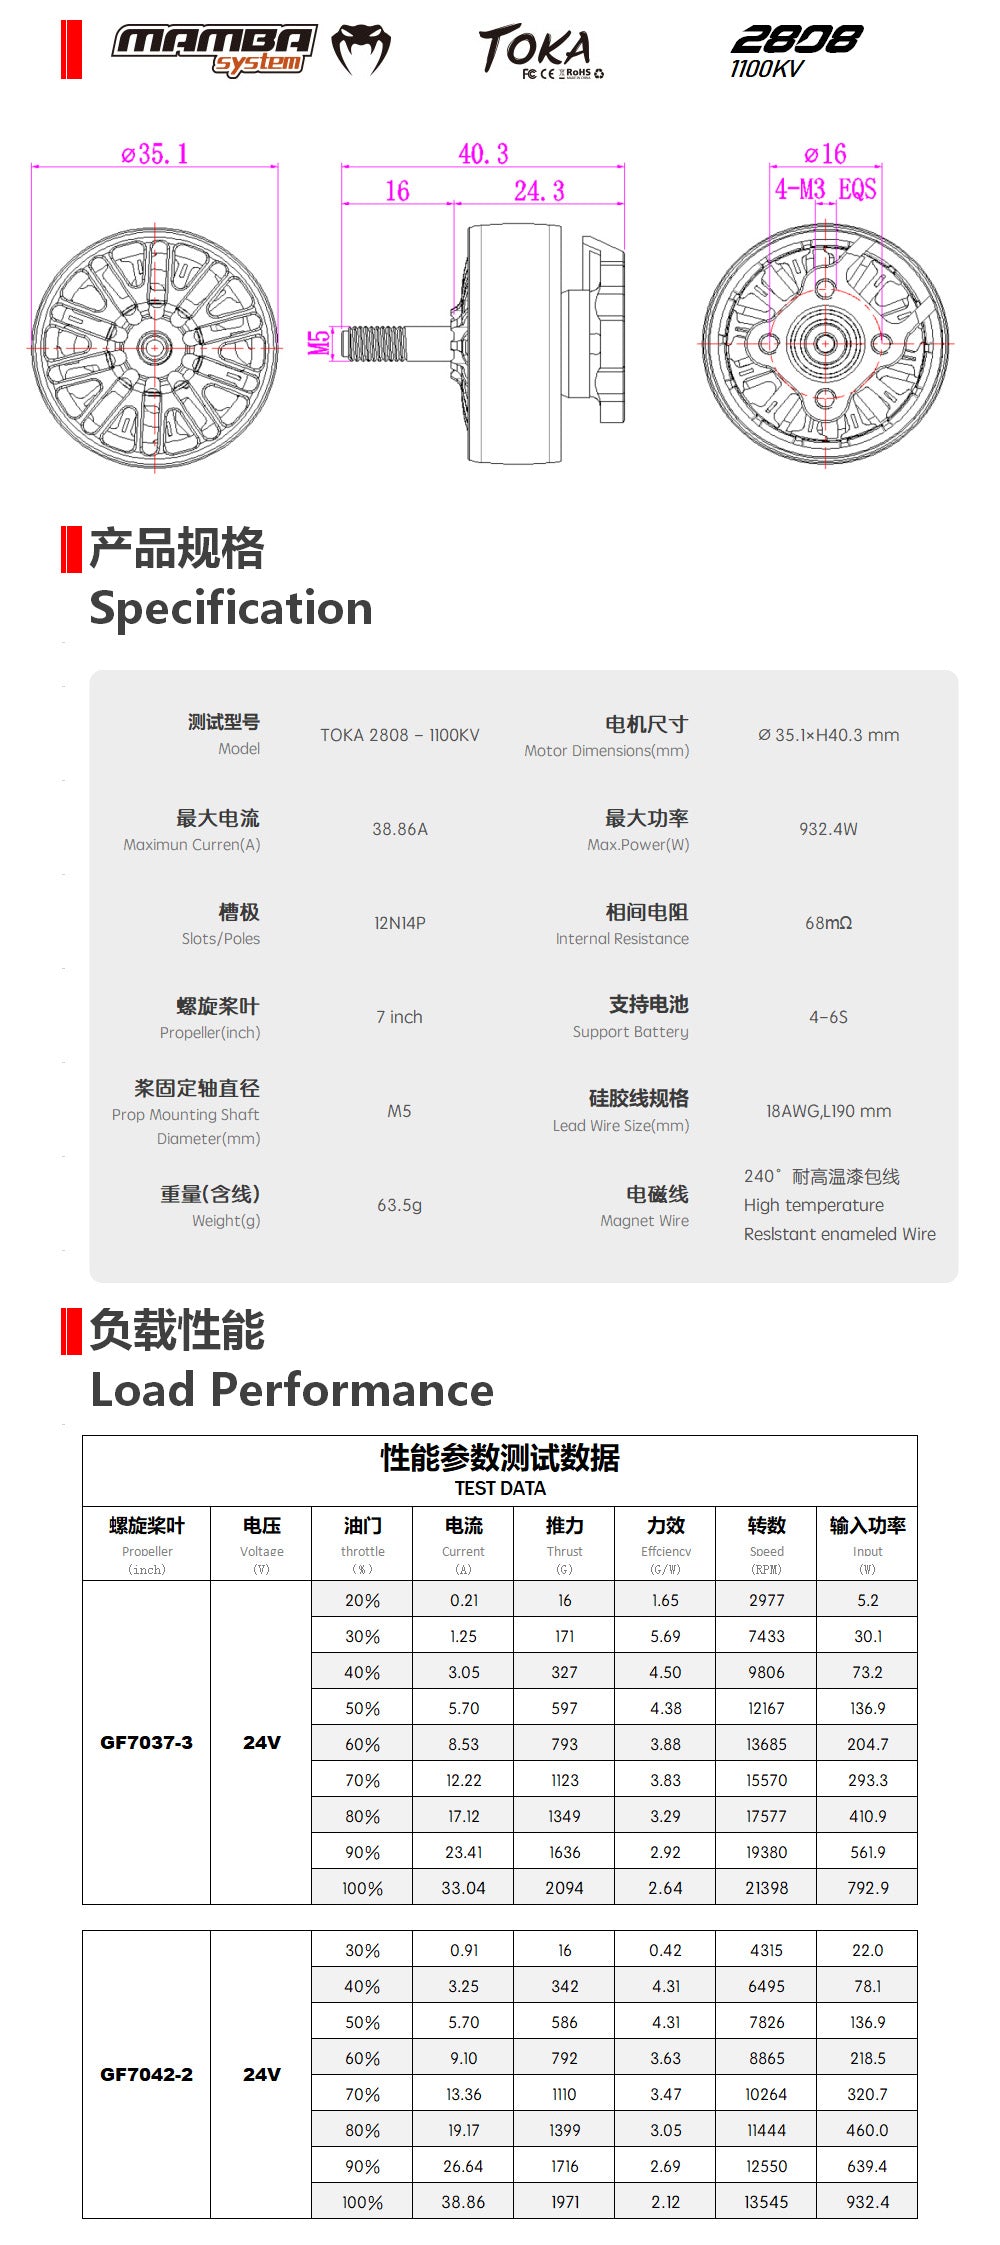 MAMBA
system
TOKA
FC CE RoHS
2808
1100KV
⌀35.1
40.3
⌀16
16
24.3
4-M3 EQS
M5
产品规格
Specification
测试型号
Model
TOKA 2808 - 1100KV
电机尺寸
Motor Dimensions(mm)
Ø 35.1×H40.3 mm
最大电流
Maximun Curren(A)
38.86A
最大功率
Max.Power(W)
932.4W
槽极
Slots/Poles
12N14P
相间电阻
Internal Resistance
68mΩ
螺旋桨叶
Propeller(inch)
7 inch
支持电池
Support Battery
4-6S
桨固定轴直径
Prop Mounting Shaft
Diameter(mm)
M5
硅胶线规格
Lead Wire Size(mm)
18AWG,L190 mm
重量(含线)
Weight(g)
63.5g
电磁线
Magnet Wire
240° 耐高温漆包线
High temperature
Reslstant enameled Wire
负载性能
Load Performance
性能参数测试数据
TEST DATA
螺旋桨叶 电压 油门 电流 推力 力效 转数 输入功率
Propeller Voltage throttle Current Thrust Effciency Speed Input
(inch) (V) (%) (A) (G) (G/W) (RPM) (W)
20% 0.21 16 1.65 2977 5.2
30% 1.25 171 5.69 7433 30.1
40% 3.05 327 4.50 9806 73.2
50% 5.70 597 4.38 12167 136.9
GF7037-3 24V 60% 8.53 793 3.88 13685 204.7
70% 12.22 1123 3.83 15570 293.3
80% 17.12 1349 3.29 17577 410.9
90% 23.41 1636 2.92 19380 561.9
100% 33.04 2094 2.64 21398 792.9
30% 0.91 16 0.42 4315 22.0
40% 3.25 342 4.31 6495 78.1
50% 5.70 586 4.31 7826 136.9
60% 9.10 792 3.63 8865 218.5
GF7042-2 24V
70% 13.36 1110 3.47 10264 320.7
80% 19.17 1399 3.05 11444 460.0
90% 26.64 1716 2.69 12550 639.4
100% 38.86 1971 2.12 13545 932.4